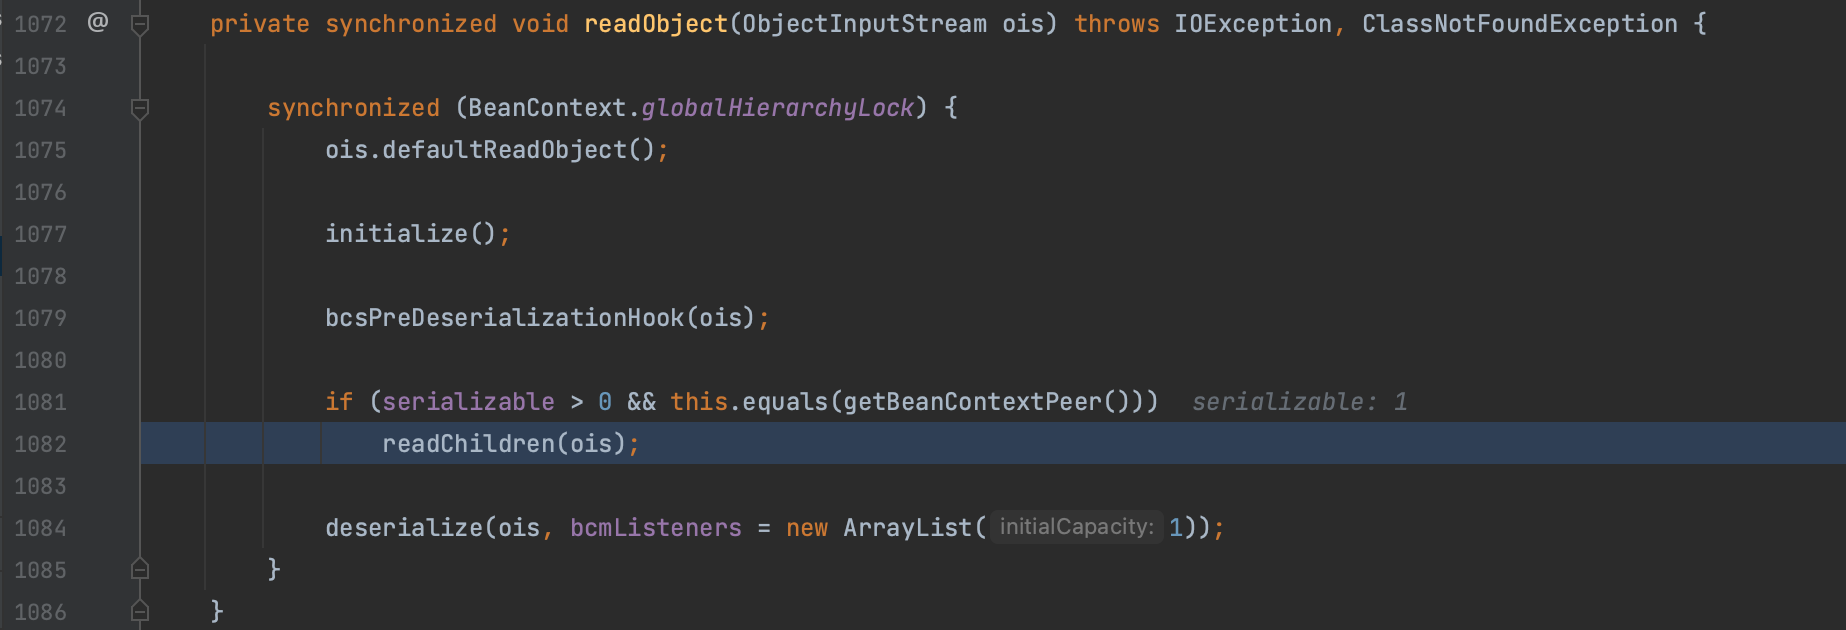 1072 @ private synchronized void readObject(ObjectInputStream ois) throws IOException, ClassNotFoundException {
1073
1074 synchronized (BeanContext.globalHierarchyLock) {
1075 ois.defaultReadObject();
1076
1077 initialize();
1078
1079 bcsPreDeserializationHook(ois);
1080
1081 if (serializable > 0 && this.equals(getBeanContextPeer())) serializable: 1
1082 readChildren(ois);
1083
1084 deserialize(ois, bcmListeners = new ArrayList( initialCapacity: 1));
1085 }
1086 }